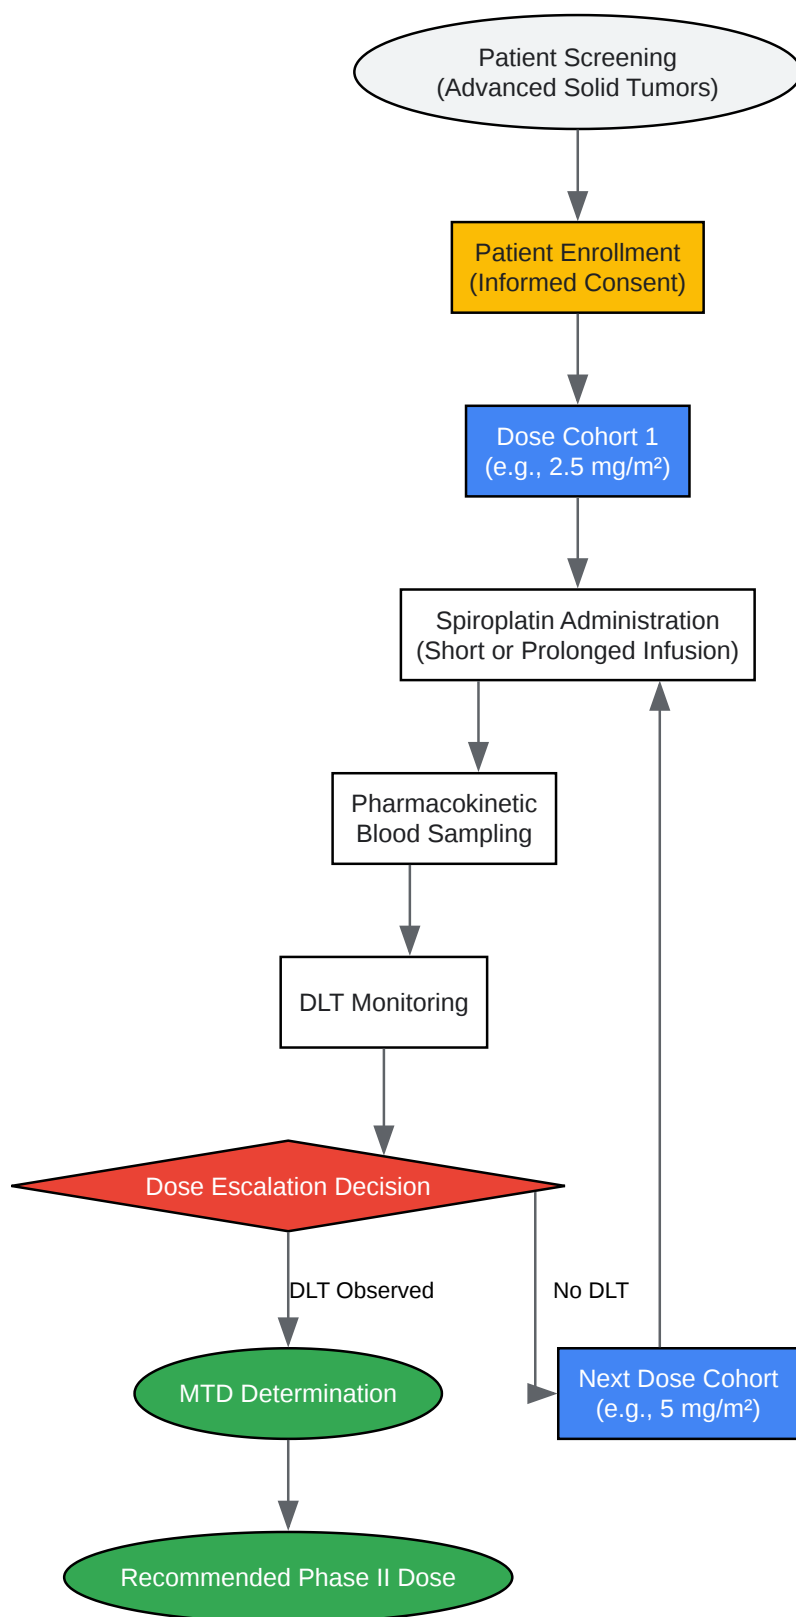 Patient Screening
(Advanced Solid Tumors)
Patient Enrollment
(Informed Consent)
Dose Cohort 1
(e.g., 2.5 mg/m²)
Spiroplatin Administration
(Short or Prolonged Infusion)
Pharmacokinetic
Blood Sampling
DLT Monitoring
Dose Escalation Decision
DLT Observed
No DLT
MTD Determination
Next Dose Cohort
(e.g., 5 mg/m²)
Recommended Phase II Dose